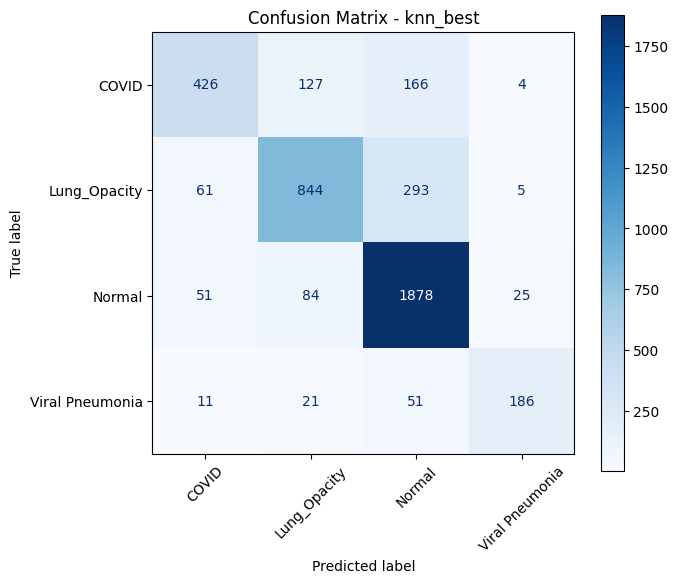 Confusion Matrix - knn_best
True label
COVID
426 127 166 4
Lung_Opacity
61 844 293 5
Normal
51 84 1878 25
Viral Pneumonia
11 21 51 186
COVID
Lung_Opacity
Normal
Viral Pneumonia
Predicted label
1750
1500
1250
1000
750
500
250